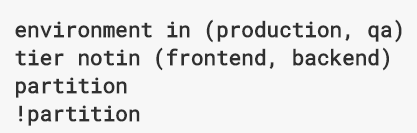 environment in (production, qa)
tier notin (frontend, backend)
partition
!partition